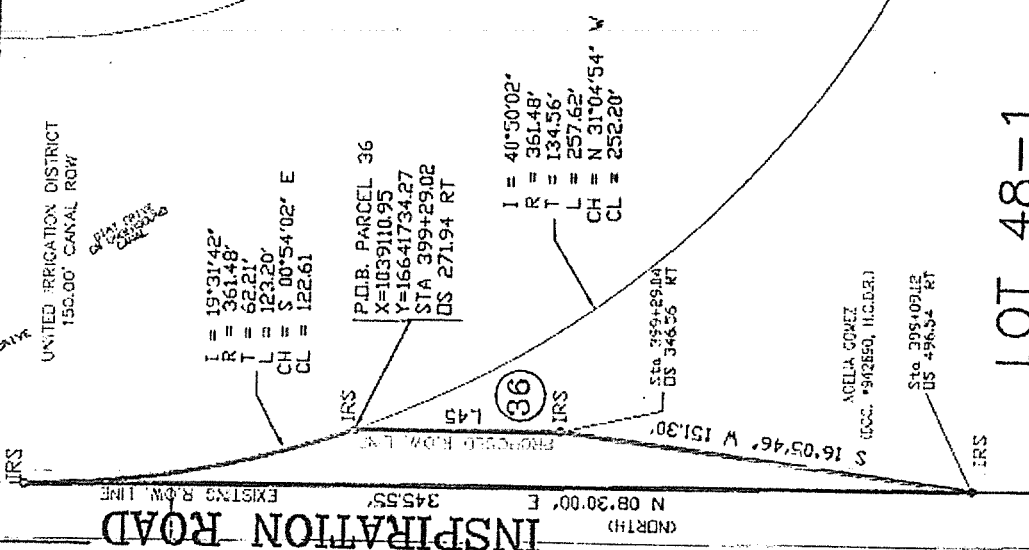 UNITED IRRIGATION DISTRICT
150.00' CANAL ROW
I = 19°31'42"
R = 361.48'
T = 62.21'
L = 123.20'
CH = S 00°54'02" E
CL = 122.61
P.O.B. PARCEL 36
X=1039110.95
Y=16641734.27
STA 399+29.02
OS 271.94 RT
I = 40°50'02"
R = 361.48'
T = 134.56'
L = 257.62'
CH = N 31°04'54" W
CL = 252.20'
IRS
IRS
L45
36
IRS
PROPOSED R.O.W. LINE
Sta 399+29.04
OS 346.56 RT
S 16°05'46" W 151.30'
Sta 399+09.12
OS 496.54 RT
IRS
LOT 48-1
EXISTING R.O.W. LINE
345.55'
N 08°30'00" E
(NORTH)
INSPIRATION ROAD